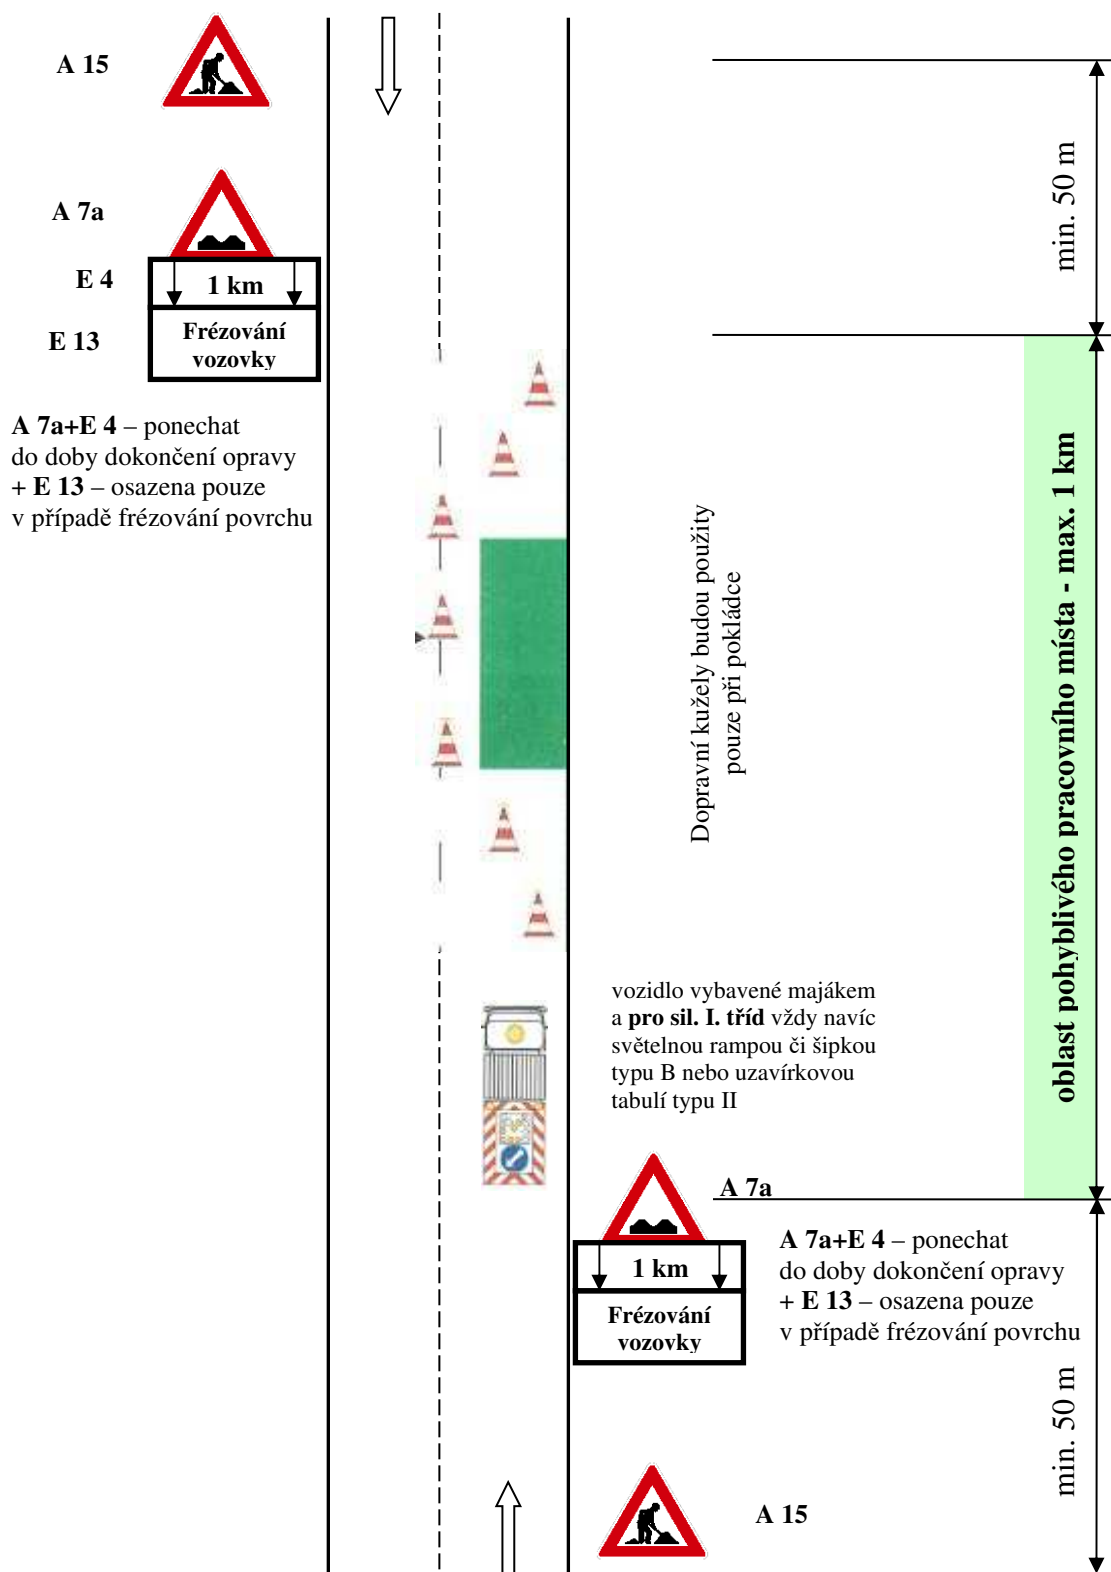 A 15
A 7a
E 4
1 km
E 13
Frézování
vozovky
A 7a+E 4 – ponechat
do doby dokončení opravy
+ E 13 – osazena pouze
v případě frézování povrchu
min. 50 m
Dopravní kužely budou použity
pouze při pokládce
oblast pohyblivého pracovního místa - max. 1 km
vozidlo vybavené majákem
a pro sil. I. tříd vždy navíc
světelnou rampou či šipkou
typu B nebo uzavírkovou
tabulí typu II
A 7a
1 km
Frézování
vozovky
A 7a+E 4 – ponechat
do doby dokončení opravy
+ E 13 – osazena pouze
v případě frézování povrchu
min. 50 m
A 15